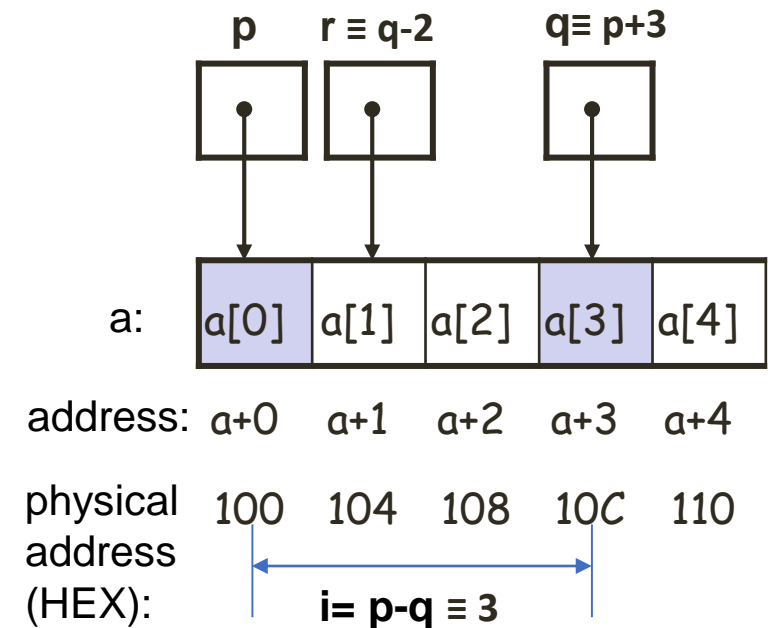 p r ≡ q-2 q≡ p+3
a: a[0] a[1] a[2] a[3] a[4]
address: a+0 a+1 a+2 a+3 a+4
physical 100 104 108 10C 110
address
(HEX): i= p-q ≡ 3